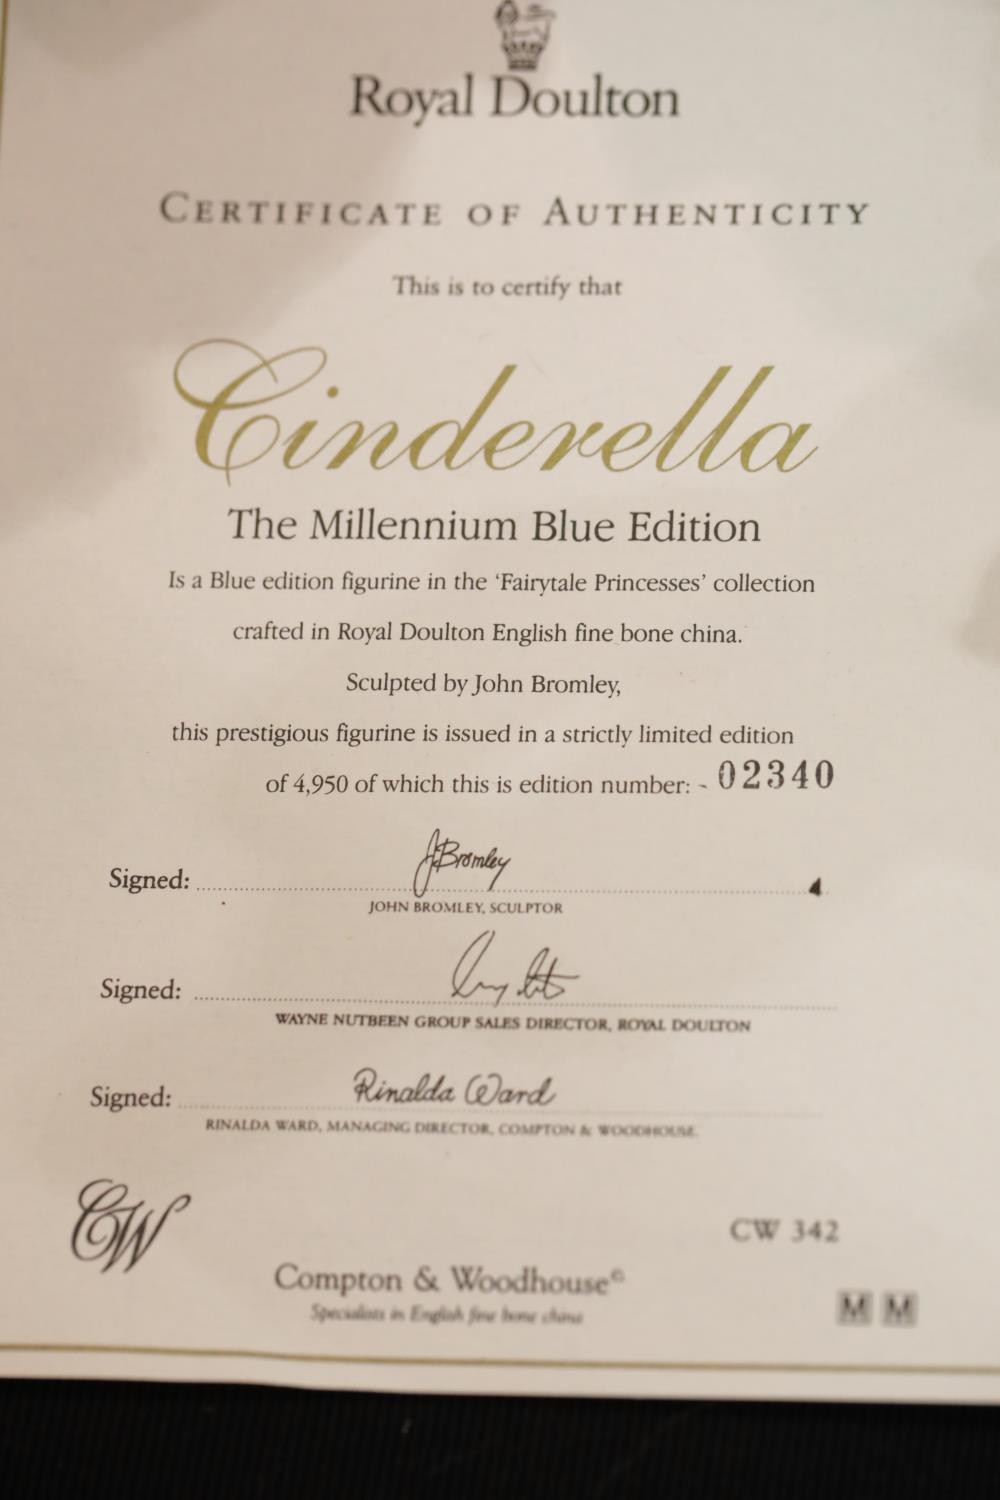 Royal Doulton
CERTIFICATE OF AUTHENTICITY
This is to certify that
Cinderella
The Millennium Blue Edition
Is a Blue edition figurine in the ‘Fairytale Princesses’ collection
crafted in Royal Doulton English fine bone china.
Sculpted by John Bromley,
this prestigious figurine is issued in a strictly limited edition
of 4,950 of which this is edition number: - 02340
J Bromley
Signed:
JOHN BROMLEY, SCULPTOR
Signed:
WAYNE NUTBEEN GROUP SALES DIRECTOR, ROYAL DOULTON
Rinalda Ward
Signed:
RINALDA WARD, MANAGING DIRECTOR, COMPTON & WOODHOUSE.
CW
CW 342
Compton & Woodhouse©
Specialists in English fine bone china
M M